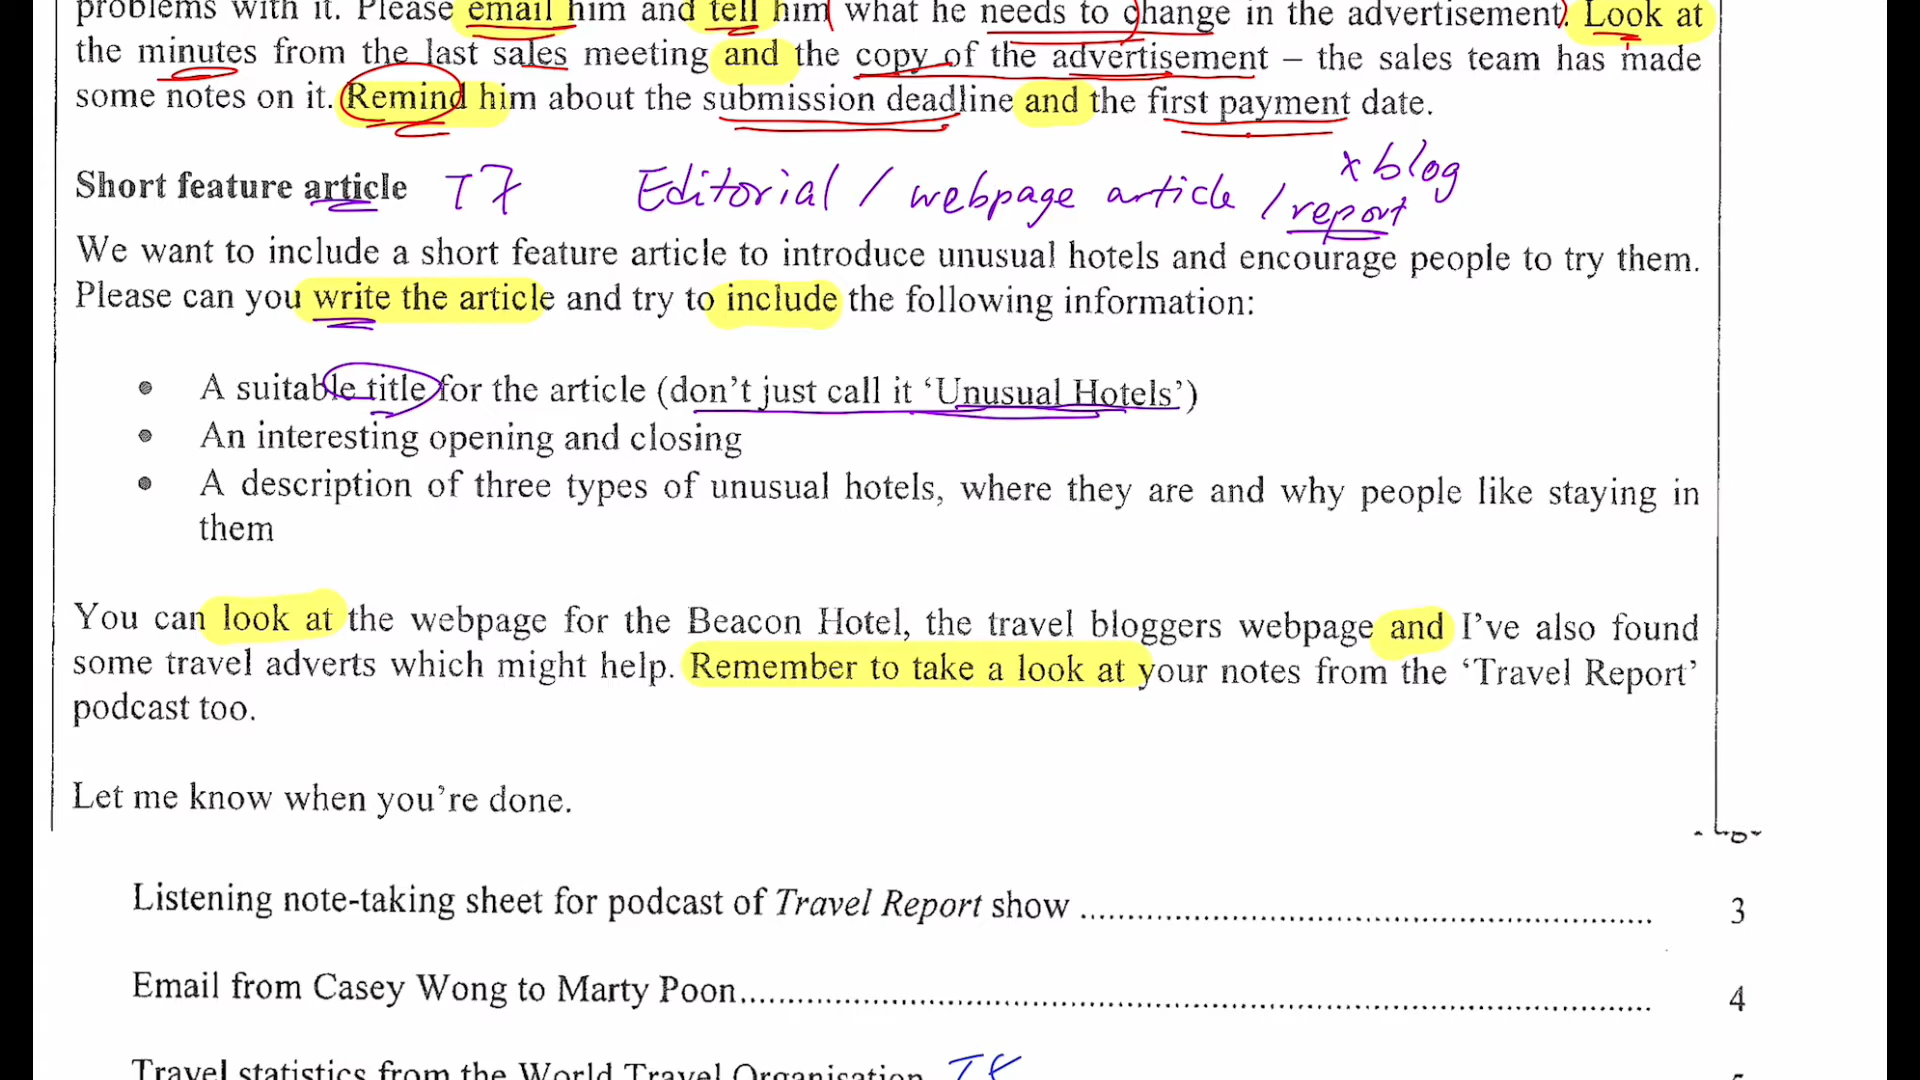 problems with it. Please email him and tell him what he needs to change in the advertisement. Look at
the minutes from the last sales meeting and the copy of the advertisement – the sales team has made
some notes on it. Remind him about the submission deadline and the first payment date.
x blog
Short feature article T7 Editorial / webpage article / report
We want to include a short feature article to introduce unusual hotels and encourage people to try them.
Please can you write the article and try to include the following information:
• A suitable title for the article (don't just call it ‘Unusual Hotels’)
• An interesting opening and closing
• A description of three types of unusual hotels, where they are and why people like staying in
them
You can look at the webpage for the Beacon Hotel, the travel bloggers webpage and I've also found
some travel adverts which might help. Remember to take a look at your notes from the ‘Travel Report’
podcast too.
Let me know when you're done.
Listening note-taking sheet for podcast of Travel Report show ........ 3
Email from Casey Wong to Marty Poon ........ 4
Travel statistics from the World Travel Organisation